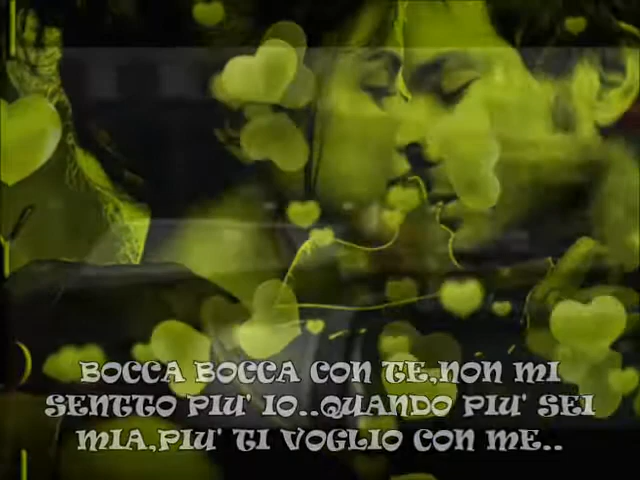 BOCCA BOCCA CON TE,NON MI
SENTTO PIU' IO..QUANDO PIU' SEI
MIA,PIU' TI VOGLIO CON ME..